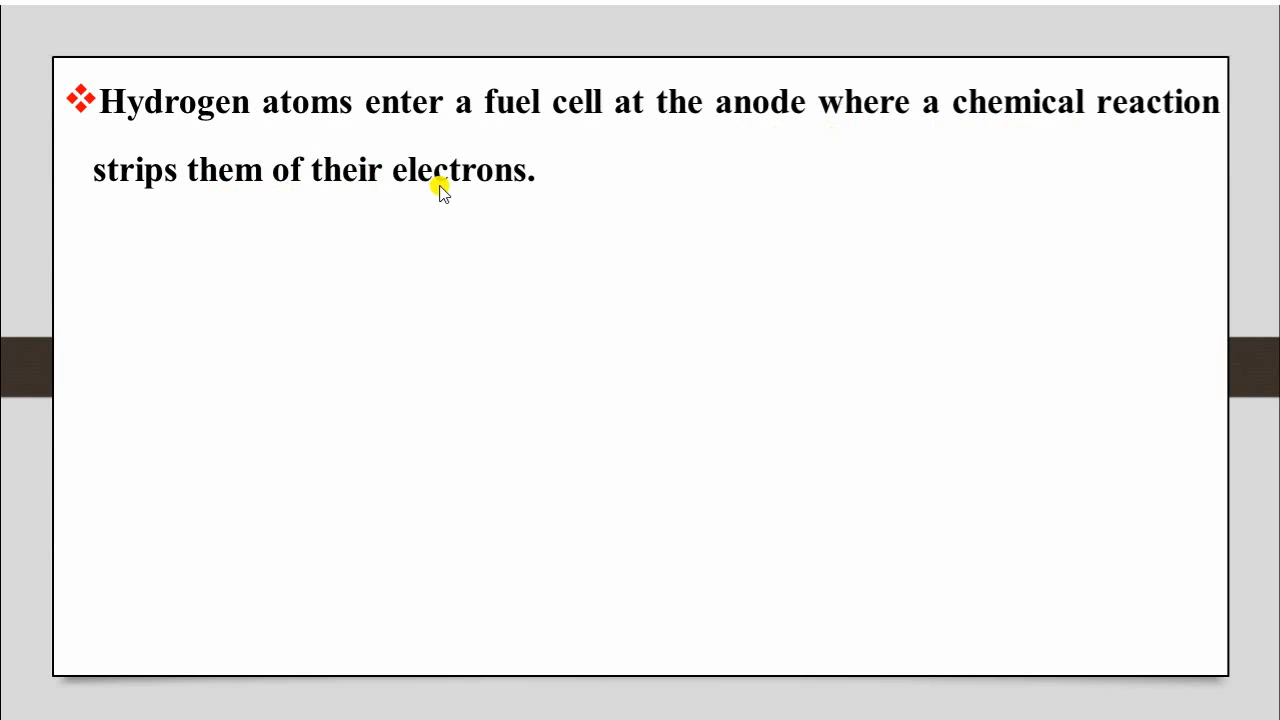 ❖Hydrogen atoms enter a fuel cell at the anode where a chemical reaction
strips them of their electrons.